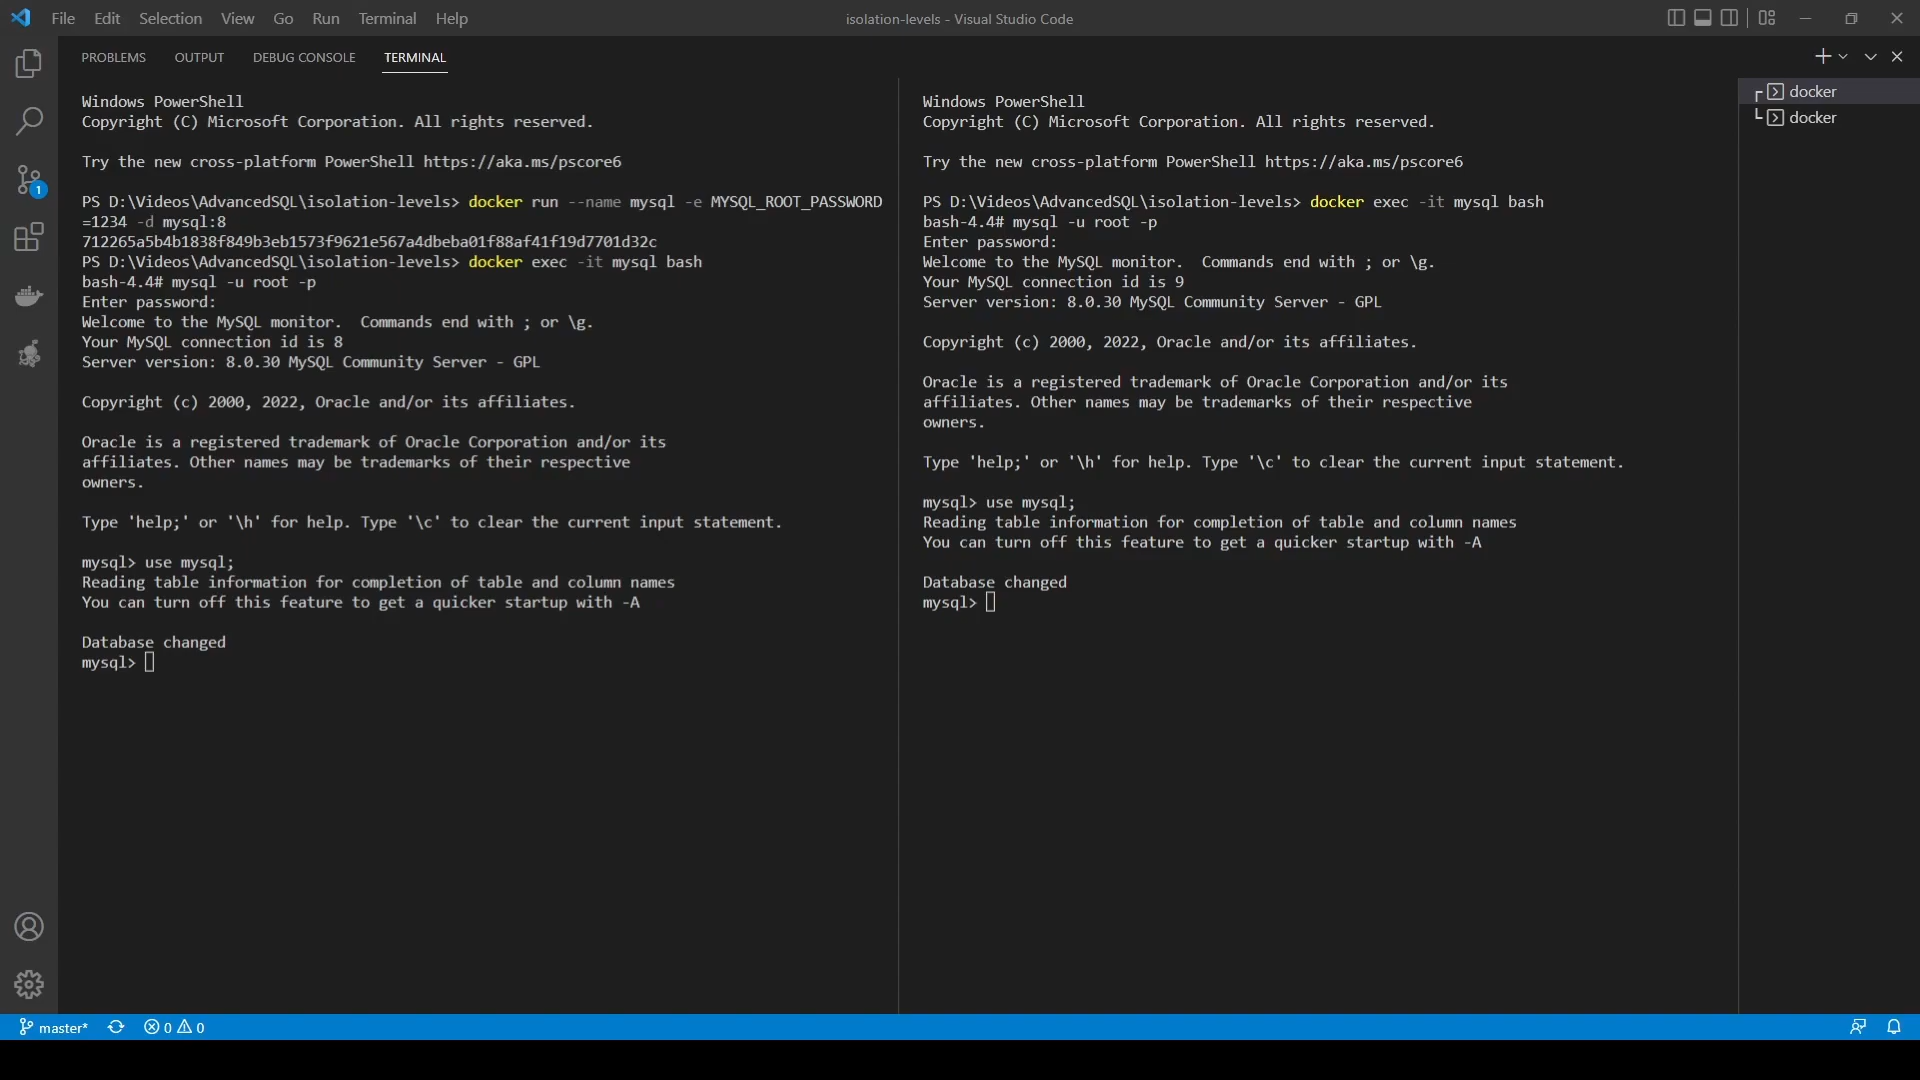 File Edit Selection View Go Run Terminal Help
isolation-levels - Visual Studio Code
PROBLEMS OUTPUT DEBUG CONSOLE TERMINAL
Windows PowerShell
Copyright (C) Microsoft Corporation. All rights reserved.
Try the new cross-platform PowerShell https://aka.ms/pscore6
PS D:\Videos\AdvancedSQL\isolation-levels> docker run --name mysql -e MYSQL_ROOT_PASSWORD
=1234 -d mysql:8
712265a5b4b1838f849b3eb1573f9621e567a4dbeba01f88af41f19d7701d32c
PS D:\Videos\AdvancedSQL\isolation-levels> docker exec -it mysql bash
bash-4.4# mysql -u root -p
Enter password:
Welcome to the MySQL monitor.  Commands end with ; or \g.
Your MySQL connection id is 8
Server version: 8.0.30 MySQL Community Server - GPL
Copyright (c) 2000, 2022, Oracle and/or its affiliates.
Oracle is a registered trademark of Oracle Corporation and/or its
affiliates. Other names may be trademarks of their respective
owners.
Type 'help;' or '\h' for help. Type '\c' to clear the current input statement.
mysql> use mysql;
Reading table information for completion of table and column names
You can turn off this feature to get a quicker startup with -A
Database changed
mysql>
Windows PowerShell
Copyright (C) Microsoft Corporation. All rights reserved.
Try the new cross-platform PowerShell https://aka.ms/pscore6
PS D:\Videos\AdvancedSQL\isolation-levels> docker exec -it mysql bash
bash-4.4# mysql -u root -p
Enter password:
Welcome to the MySQL monitor.  Commands end with ; or \g.
Your MySQL connection id is 9
Server version: 8.0.30 MySQL Community Server - GPL
Copyright (c) 2000, 2022, Oracle and/or its affiliates.
Oracle is a registered trademark of Oracle Corporation and/or its
affiliates. Other names may be trademarks of their respective
owners.
Type 'help;' or '\h' for help. Type '\c' to clear the current input statement.
mysql> use mysql;
Reading table information for completion of table and column names
You can turn off this feature to get a quicker startup with -A
Database changed
mysql>
docker
docker
1
master* 0 0